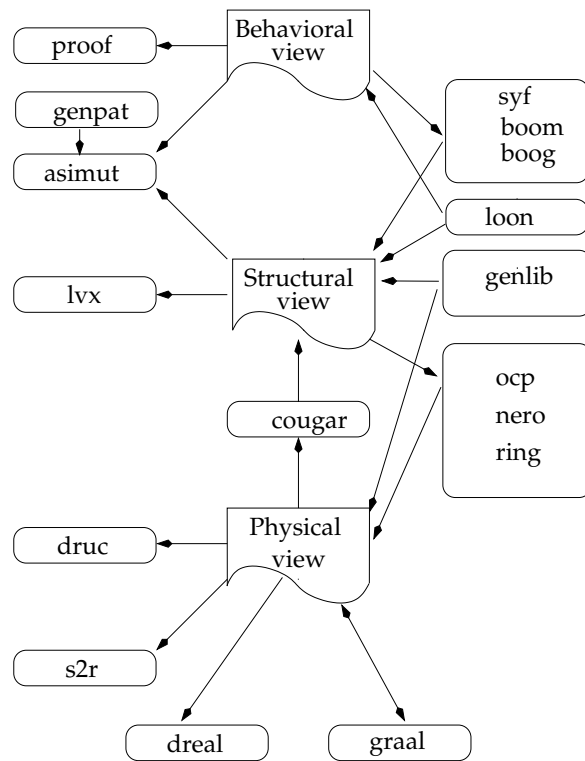 Behavioral
view
proof
genpat
asimut
syf
boom
boog
loon
Structural
view
lvx
genlib
ocp
nero
ring
cougar
Physical
view
druc
s2r
dreal
graal